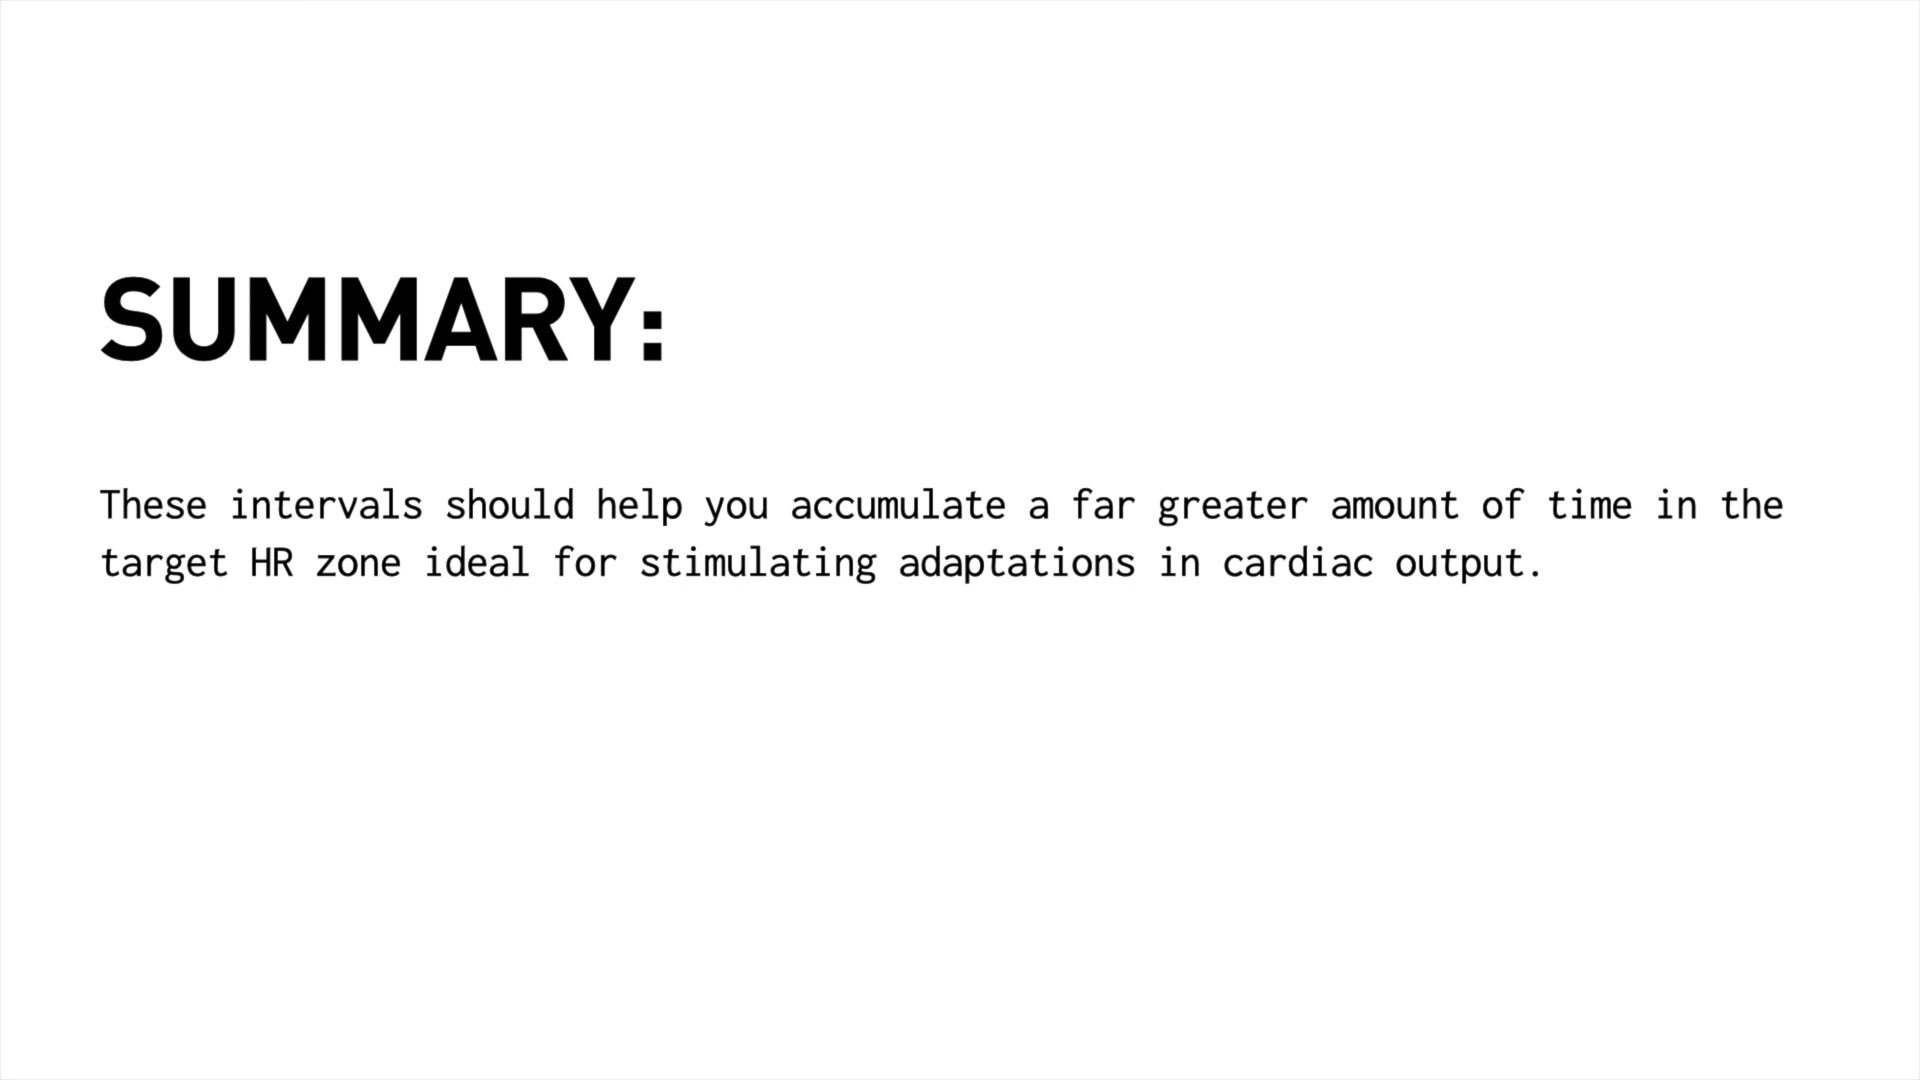 SUMMARY:
These intervals should help you accumulate a far greater amount of time in the
target HR zone ideal for stimulating adaptations in cardiac output.